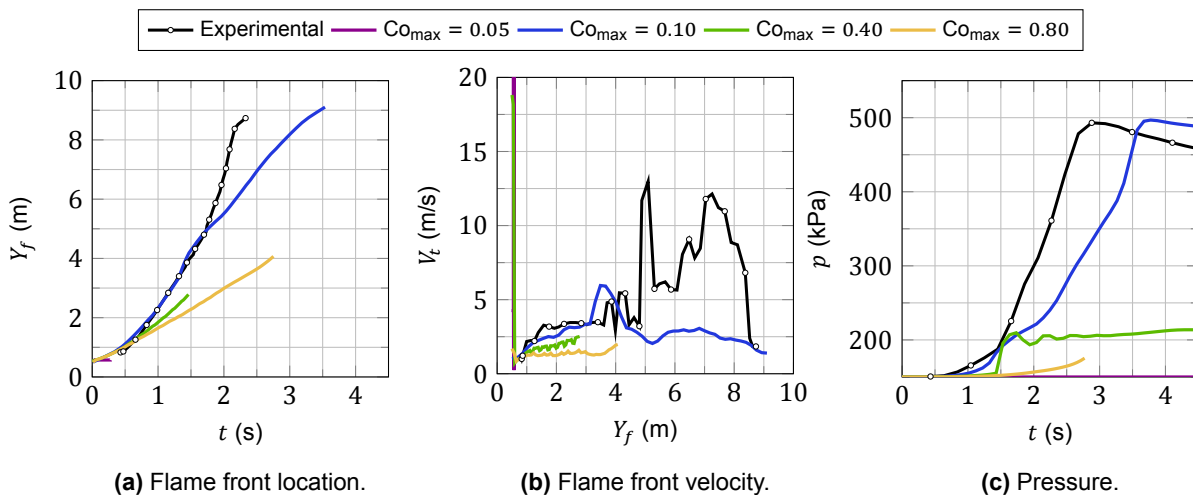 Experimental Co_max = 0.05 Co_max = 0.10 Co_max = 0.40 Co_max = 0.80
10
8
6
4
2
0
Y_f (m)
0 1 2 3 4
t (s)
(a) Flame front location.
20
15
10
5
0
V_t (m/s)
0 2 4 6 8 10
Y_f (m)
(b) Flame front velocity.
500
400
300
200
p (kPa)
0 1 2 3 4
t (s)
(c) Pressure.